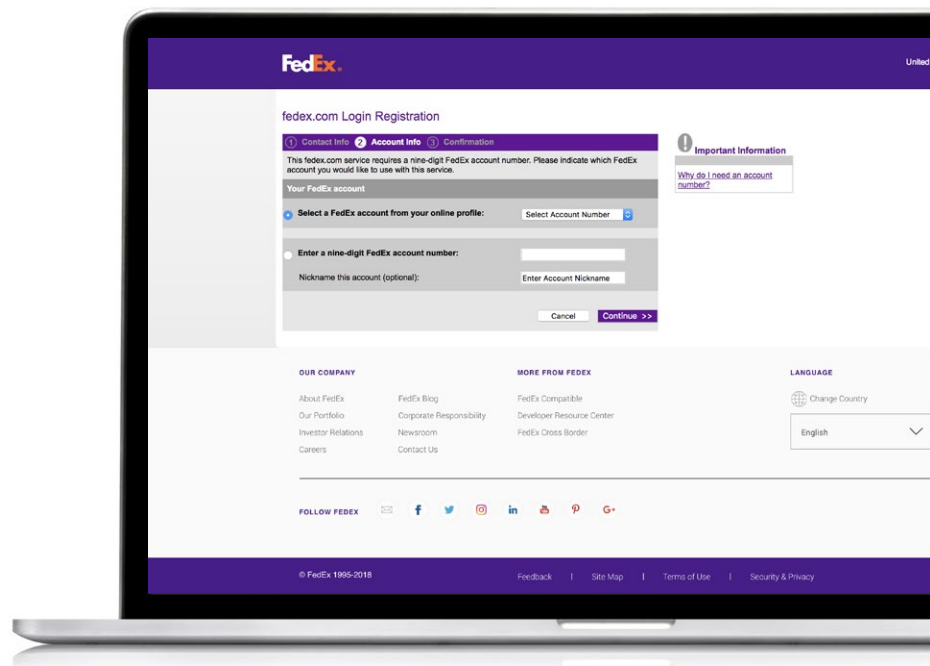 FedEx®
United
fedex.com Login Registration
1 Contact Info 2 Account Info 3 Confirmation
This fedex.com service requires a nine-digit FedEx account number. Please indicate which FedEx
account you would like to use with this service.
Your FedEx account
Select a FedEx account from your online profile: Select Account Number
Enter a nine-digit FedEx account number:
Nickname this account (optional): Enter Account Nickname
Cancel Continue >>
Important Information
Why do I need an account
number?
OUR COMPANY MORE FROM FEDEX LANGUAGE
About FedEx FedEx Blog FedEx Compatible Change Country
Our Portfolio Corporate Responsibility Developer Resource Center
Investor Relations Newsroom FedEx Cross Border English
Careers Contact Us
FOLLOW FEDEX f in G+
© FedEx 1995-2018 Feedback | Site Map | Terms of Use | Security & Privacy